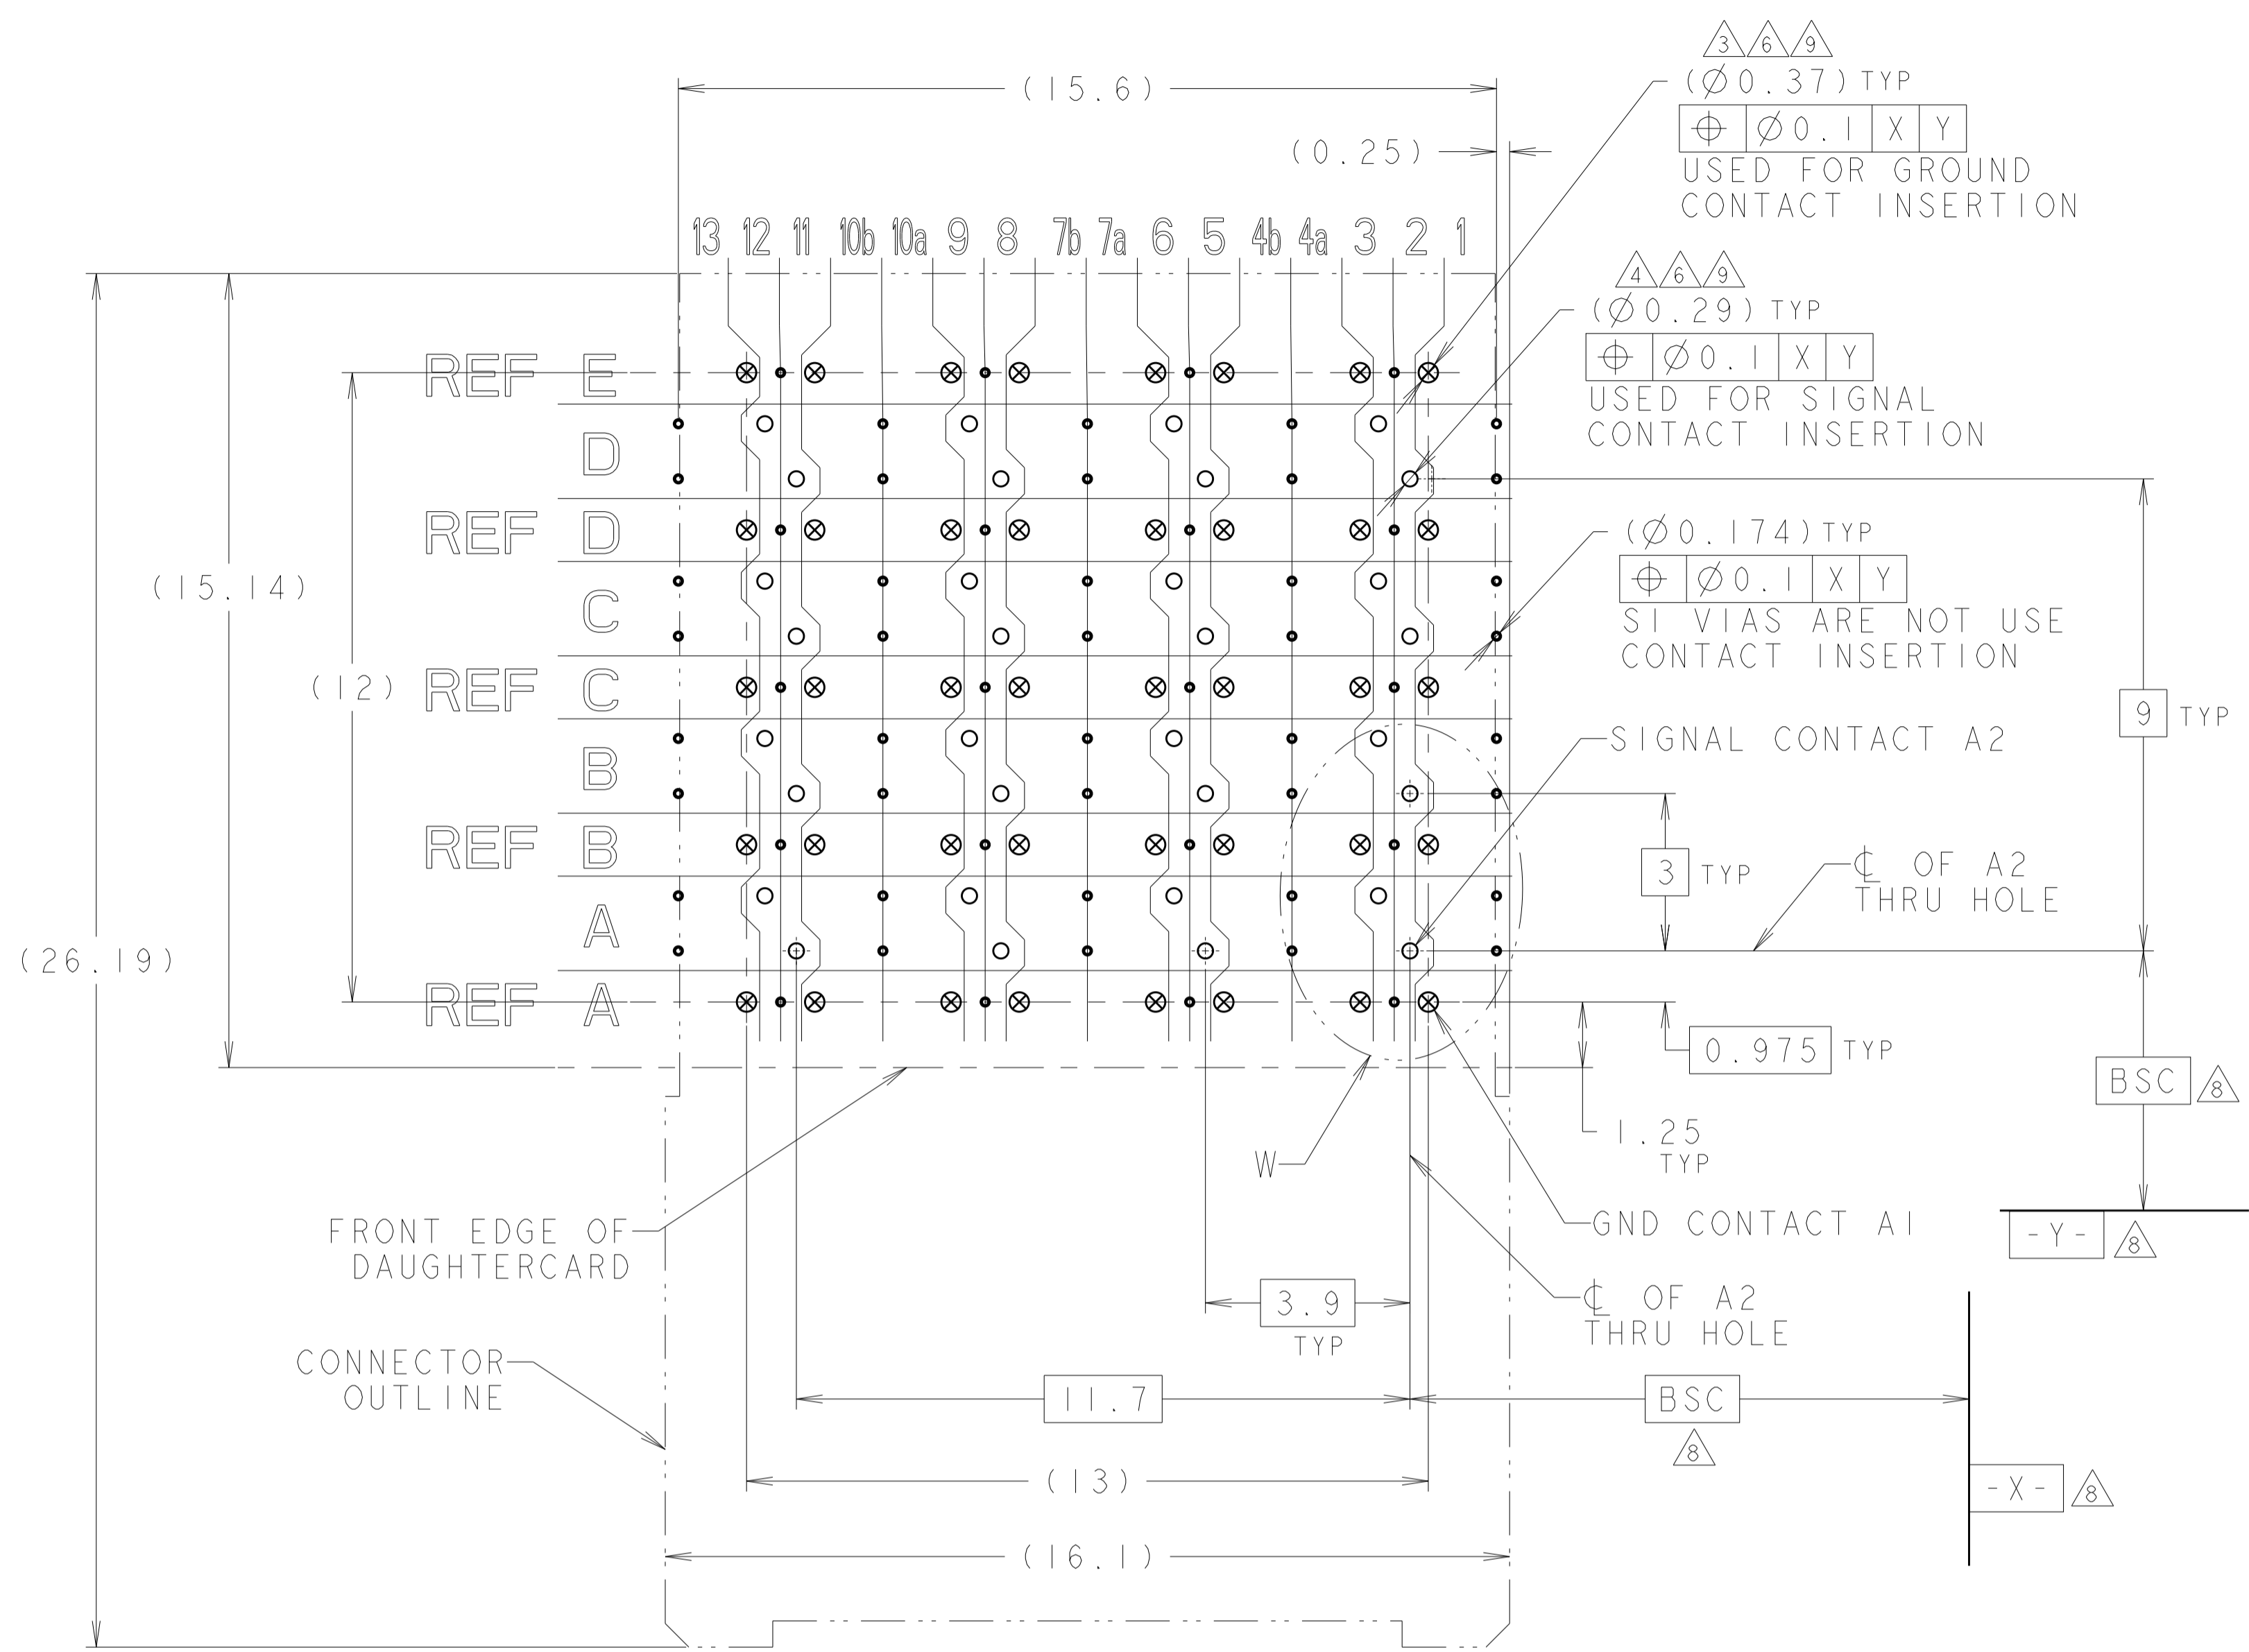 3 6 9
(15.6)
(Ø0.37) TYP
⌖ Ø0.1 X Y
USED FOR GROUND
CONTACT INSERTION
(0.25)
13 12 11 10b 10a 9 8 7b 7a 6 5 4b 4a 3 2 1
4 6 9
(Ø0.29) TYP
⌖ Ø0.1 X Y
USED FOR SIGNAL
CONTACT INSERTION
REF E
D
REF D
(Ø0.174) TYP
⌖ Ø0.1 X Y
SI VIAS ARE NOT USE
CONTACT INSERTION
(15.14)
C
(12)
REF C
9 TYP
SIGNAL CONTACT A2
B
REF B
3 TYP
℄ OF A2
THRU HOLE
A
(26.19)
REF A
0.975 TYP
BSC 8
1.25
TYP
W
GND CONTACT A1
FRONT EDGE OF
DAUGHTERCARD
-Y- 8
3.9
TYP
℄ OF A2
THRU HOLE
CONNECTOR
OUTLINE
11.7
BSC
8
(13)
-X- 8
(16.1)